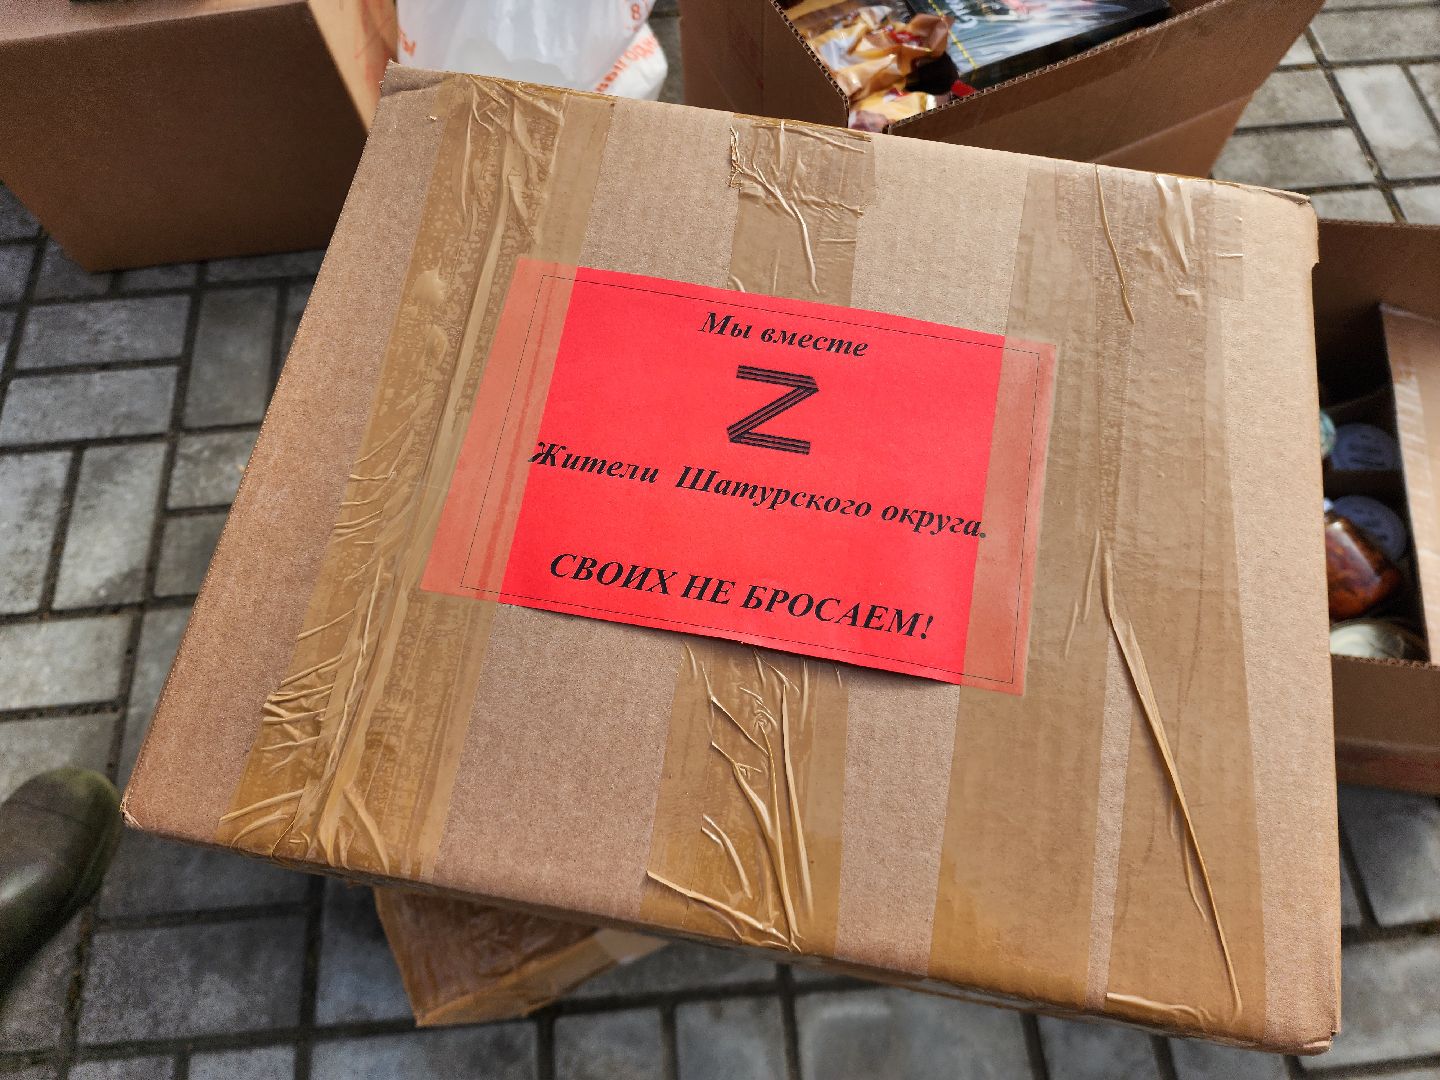 Мы вместе
Z
Жители Шатурского округа.
СВОИХ НЕ БРОСАЕМ!